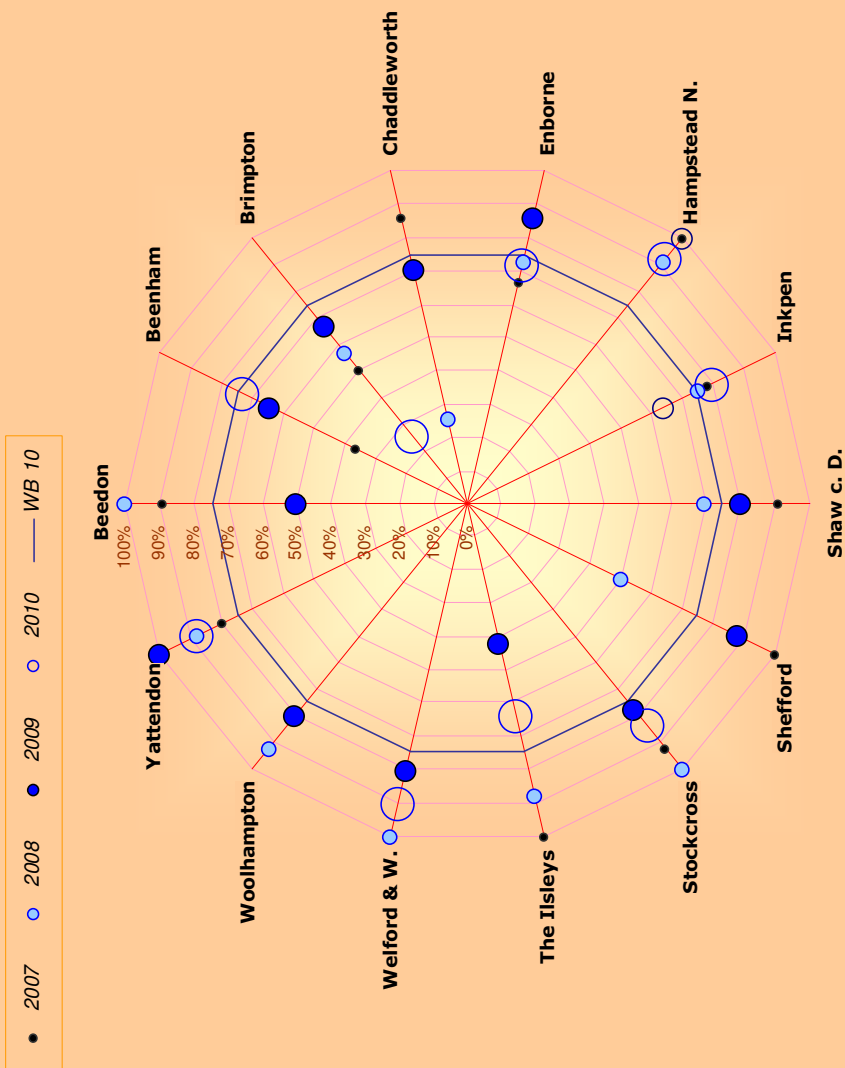 Beedon
Beenham
Brimpton
Chaddleworth
Enborne
Hampstead N.
Inkpen
Shaw c. D.
Shefford
Stockcross
The Ilsleys
Welford & W.
Woolhampton
Yattendon
100%
90%
80%
70%
60%
50%
40%
30%
20%
10%
0%
2007 2008 2009 2010 WB 10